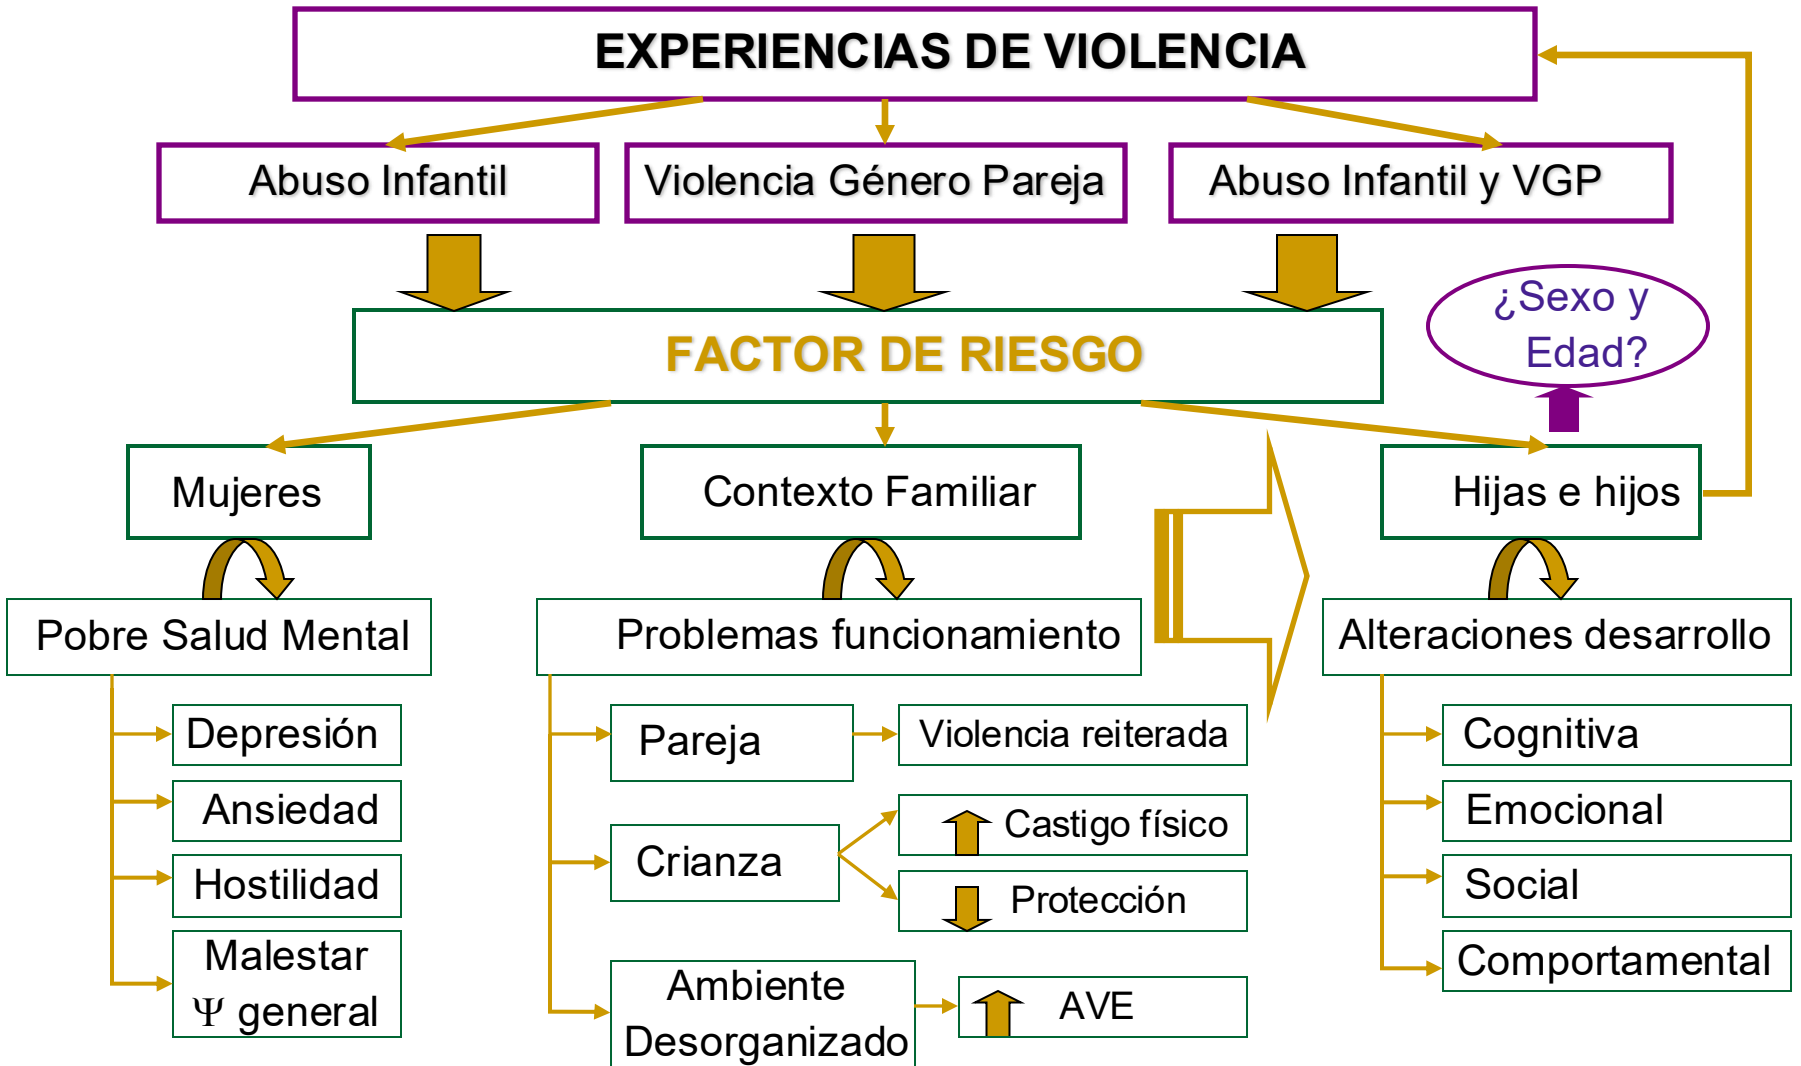 EXPERIENCIAS DE VIOLENCIA
Abuso Infantil
Violencia Género Pareja
Abuso Infantil y VGP
¿Sexo y
Edad?
FACTOR DE RIESGO
Mujeres
Contexto Familiar
Hijas e hijos
Pobre Salud Mental
Problemas funcionamiento
Alteraciones desarrollo
Depresión
Ansiedad
Hostilidad
Malestar
Ψ general
Pareja
Violencia reiterada
Crianza
Castigo físico
Protección
Ambiente
Desorganizado
AVE
Cognitiva
Emocional
Social
Comportamental